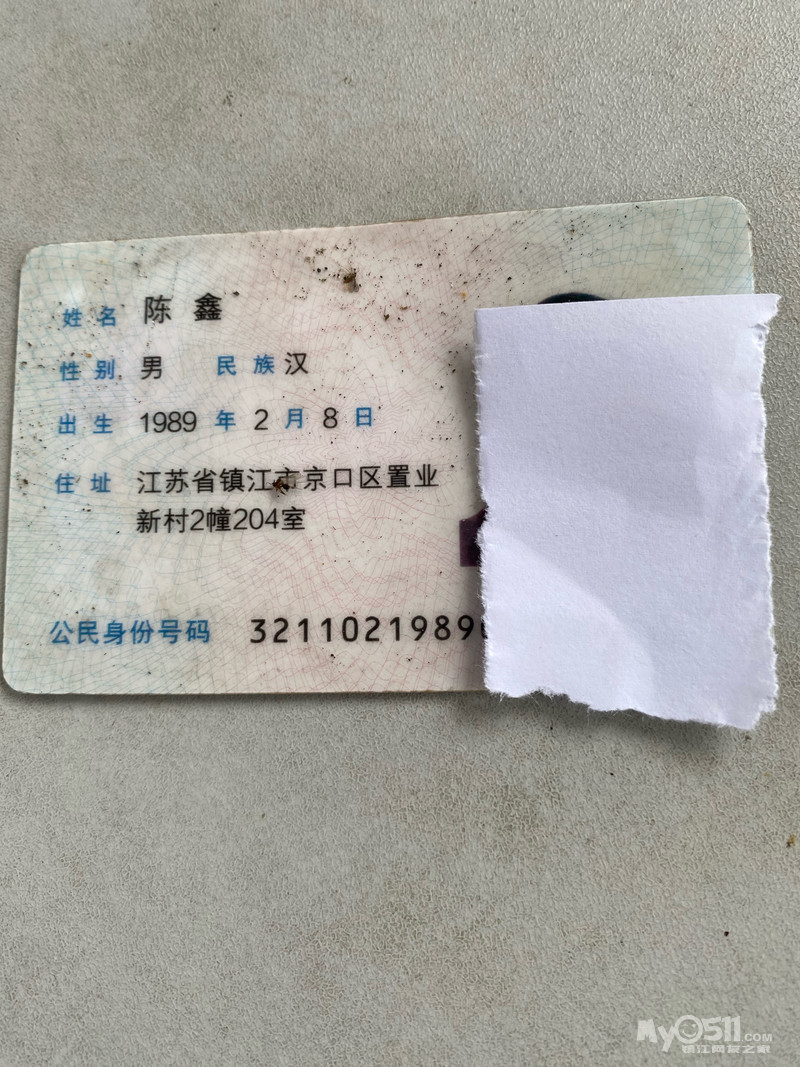 姓名 陈鑫
性别 男 民族 汉
出生 1989 年 2 月 8 日
住址 江苏省镇江市京口区置业
新村2幢204室
公民身份号码 32110219890
My0511.COM
镇江网友之家